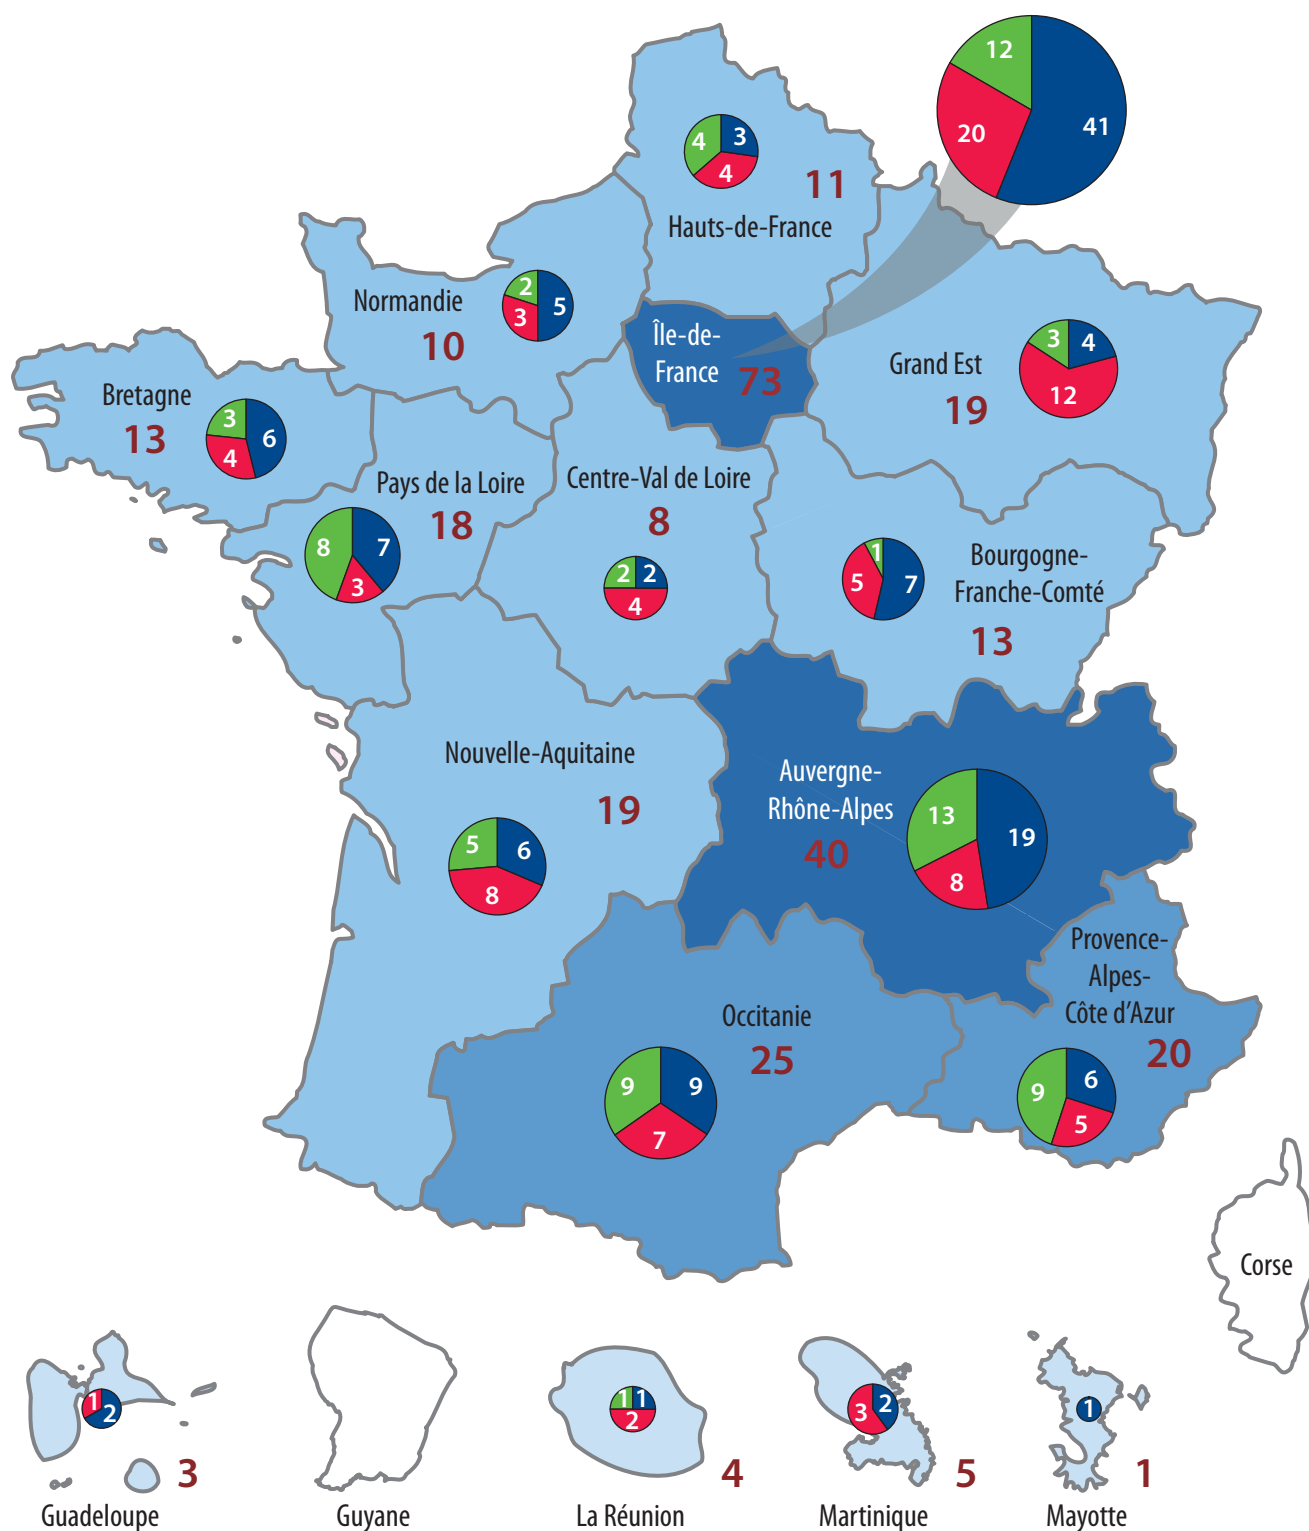 12
41
20
4
3
4
11
Hauts-de-France
Normandie
10
2
5
3
Île-de-
France
73
Grand Est
19
3
4
12
Bretagne
13
3
6
4
Pays de la Loire
18
8
7
3
Centre-Val de Loire
8
2
2
4
1
5
7
Bourgogne-
Franche-Comté
13
Nouvelle-Aquitaine
19
5
6
8
Auvergne-
Rhône-Alpes
40
13
19
8
Provence-
Alpes-
Côte d'Azur
20
9
6
5
Occitanie
25
9
9
7
Corse
1
2
3
Guadeloupe
Guyane
1
1
2
4
La Réunion
3
2
5
Martinique
1
1
Mayotte